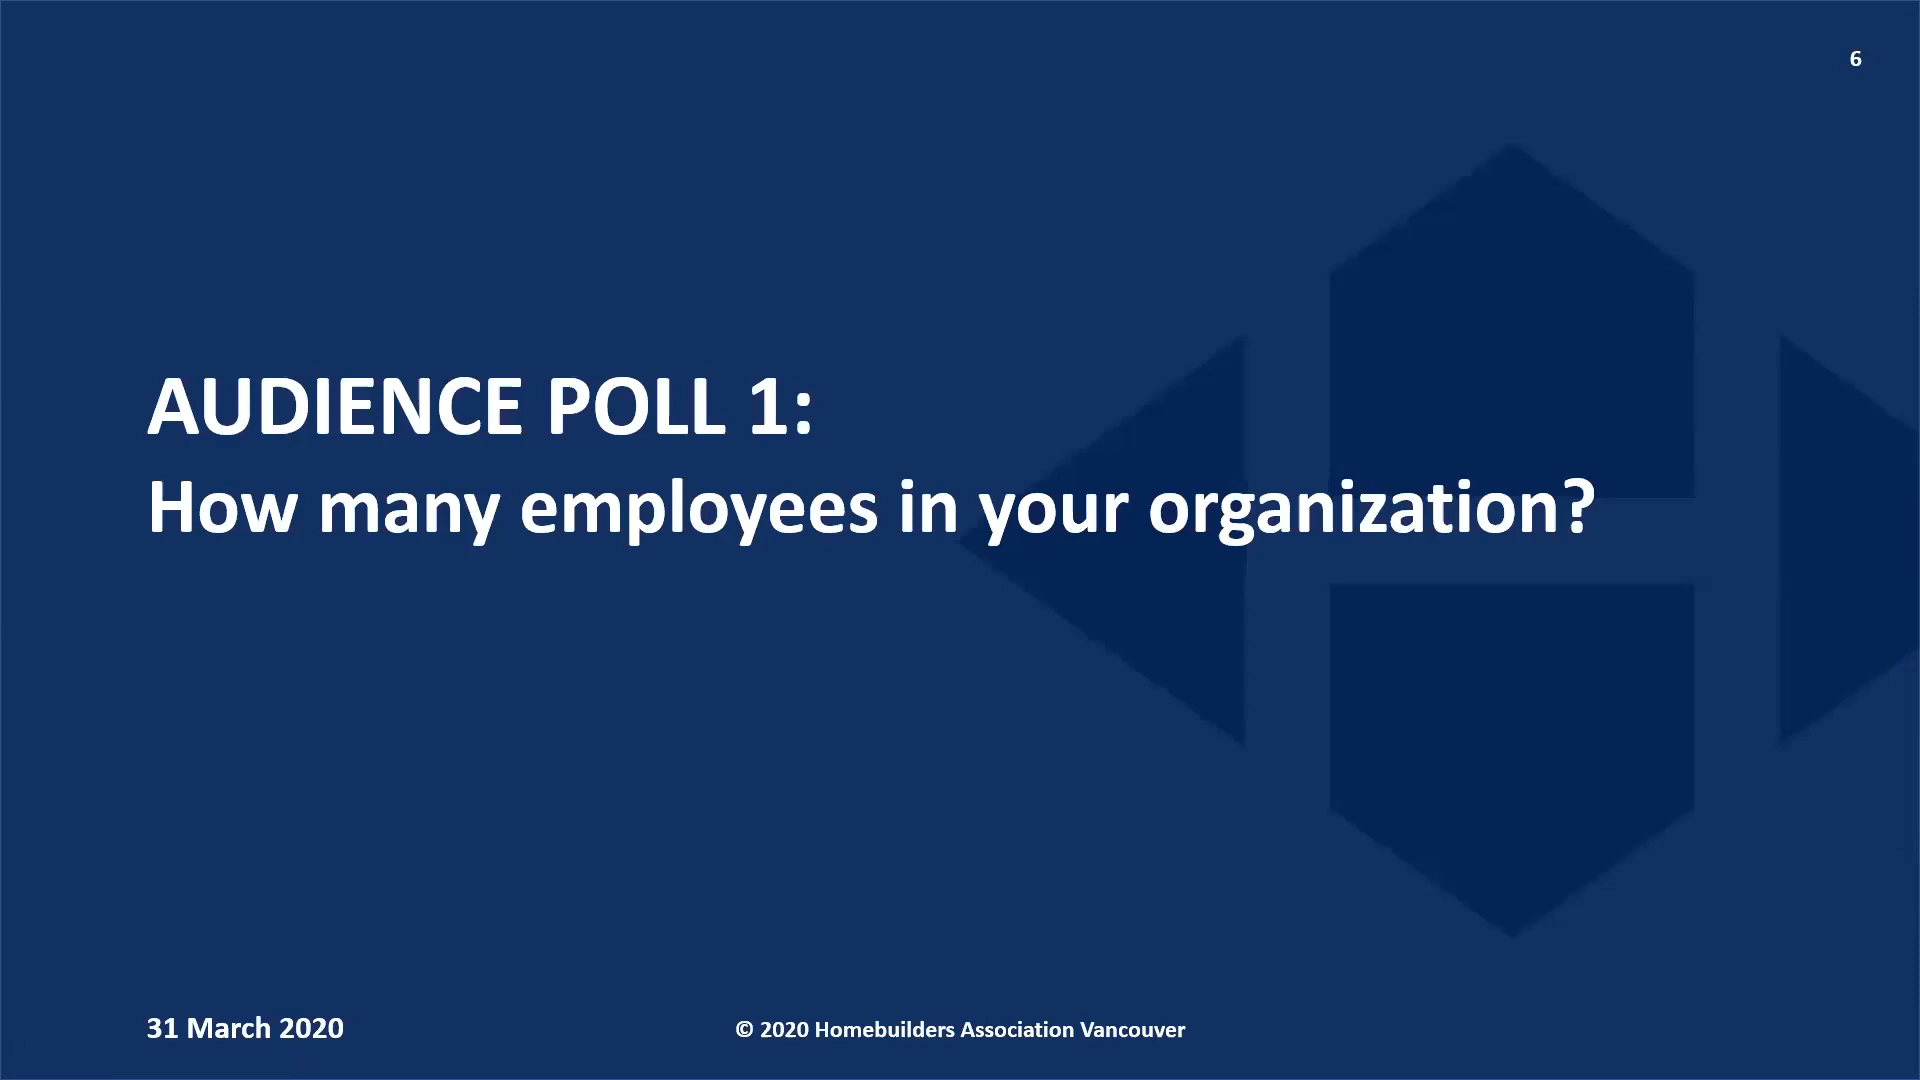 6
AUDIENCE POLL 1:
How many employees in your organization?
31 March 2020
© 2020 Homebuilders Association Vancouver